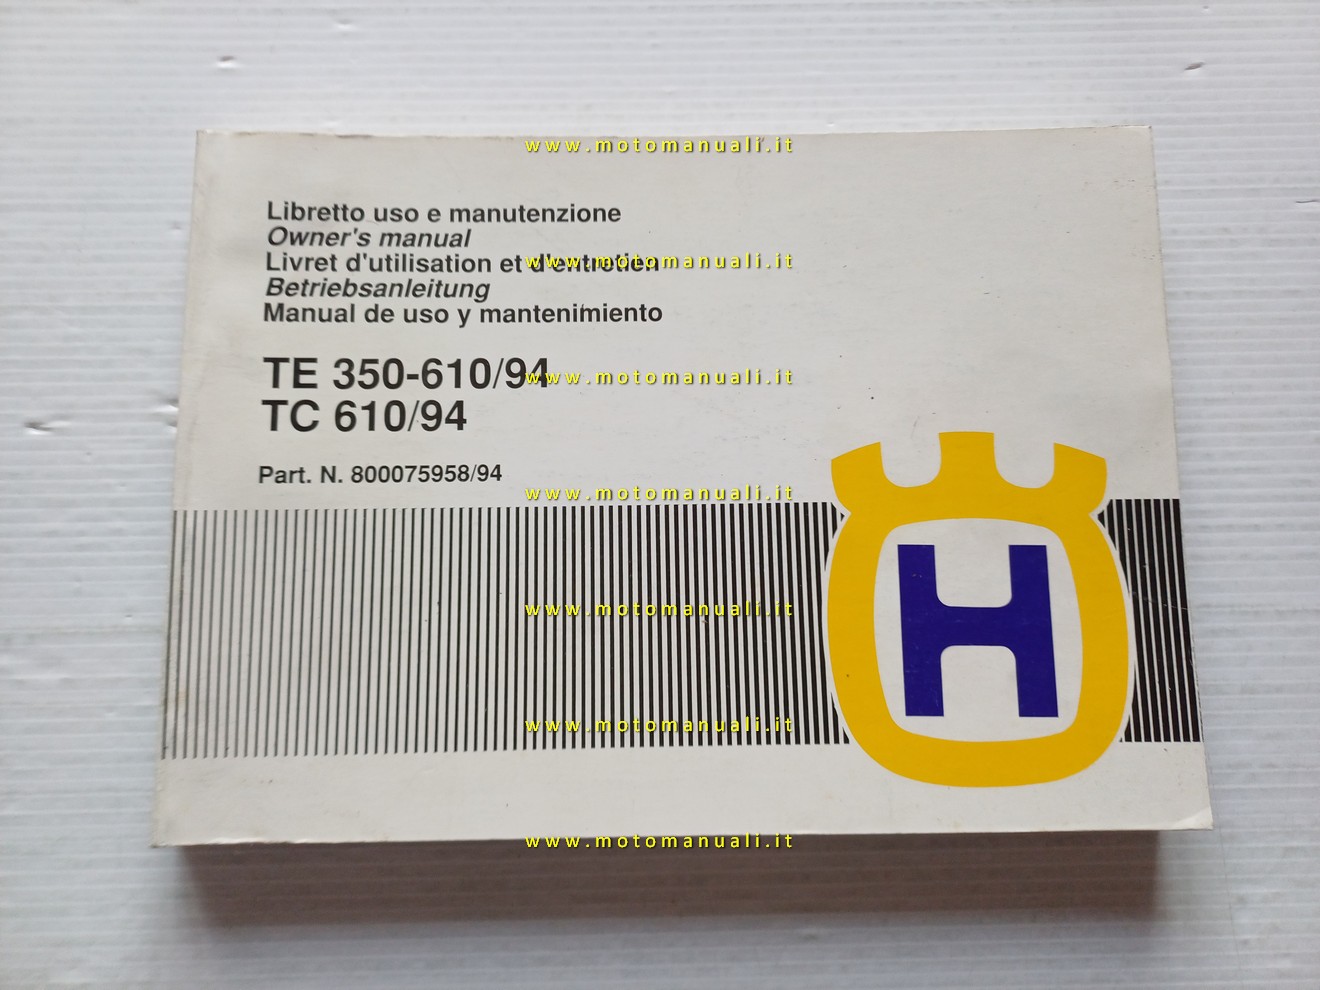 www.motomanuali.it
Libretto uso e manutenzione
Owner's manual
Livret d'utilisation et d'entretien
www.motomanuali.it
Betriebsanleitung
Manual de uso y mantenimiento
TE 350-610/94
www.motomanuali.it
TC 610/94
Part. N. 800075958/94
www.motomanuali.it
H
www.motomanuali.it
www.motomanuali.it
www.motomanuali.it